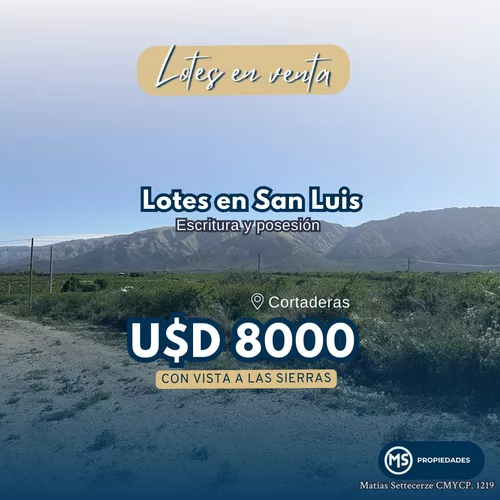 Lotes en venta
Lotes en San Luis
Escritura y posesión
Cortaderas
U$D 8000
CON VISTA A LAS SIERRAS
MS PROPIEDADES
Matías Settecerze CMYCP. 1219